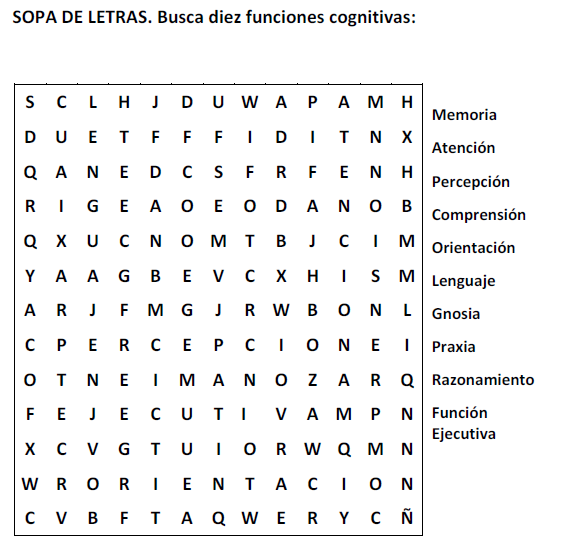 SOPA DE LETRAS. Busca diez funciones cognitivas:
S C L H J D U W A P A M H
D U E T F F F I D I T N X
Q A N E D C S F R F E N H
R I G E A O E O D A N O B
Q X U C N O M T B J C I M
Y A A G B E V C X H I S M
A R J F M G J R W B O N L
C P E R C E P C I O N E I
O T N E I M A N O Z A R Q
F E J E C U T I V A M P N
X C V G T U I O R W Q M N
W R O R I E N T A C I O N
C V B F T A Q W E R Y C Ñ
Memoria
Atención
Percepción
Comprensión
Orientación
Lenguaje
Gnosia
Praxia
Razonamiento
Función
Ejecutiva